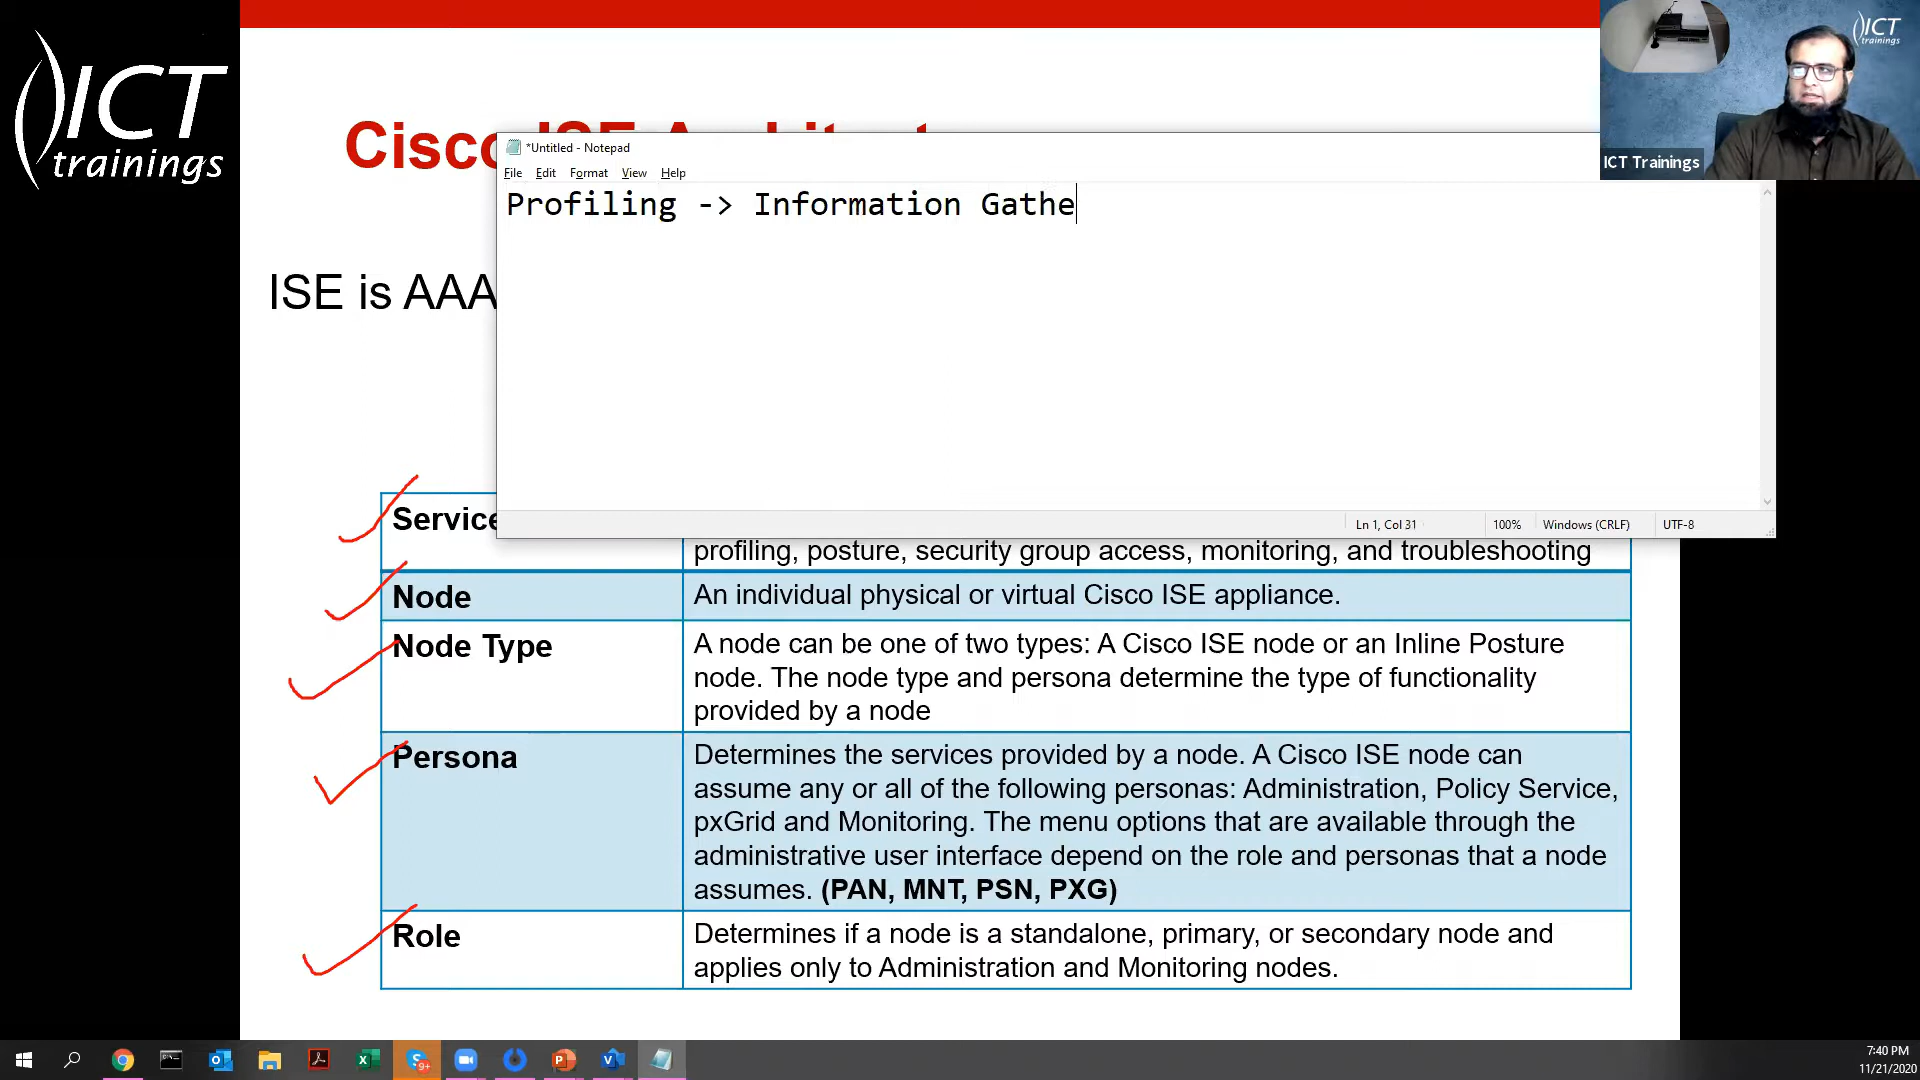 ICT
trainings
ICT
trainings
ICT Trainings
Cisco
*Untitled - Notepad
File Edit Format View Help
Profiling -> Information Gathe
ISE is AAA
Ln 1, Col 31 100% Windows (CRLF) UTF-8
Service
profiling, posture, security group access, monitoring, and troubleshooting
Node
An individual physical or virtual Cisco ISE appliance.
Node Type
A node can be one of two types: A Cisco ISE node or an Inline Posture
node. The node type and persona determine the type of functionality
provided by a node
Persona
Determines the services provided by a node. A Cisco ISE node can
assume any or all of the following personas: Administration, Policy Service,
pxGrid and Monitoring. The menu options that are available through the
administrative user interface depend on the role and personas that a node
assumes. (PAN, MNT, PSN, PXG)
Role
Determines if a node is a standalone, primary, or secondary node and
applies only to Administration and Monitoring nodes.
7:40 PM
11/21/2020